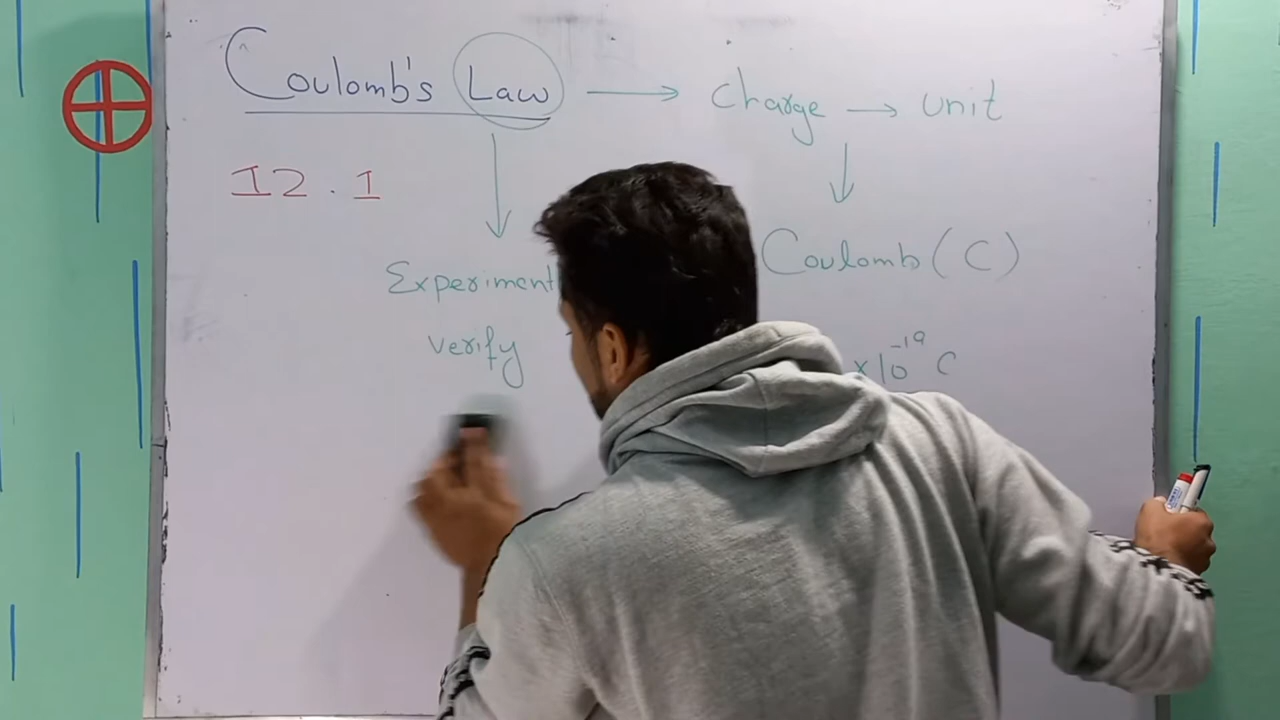 Coulomb's Law → Charge → unit
12.1
Experiment
verify
Coulomb (C)
×10⁻¹⁹ C